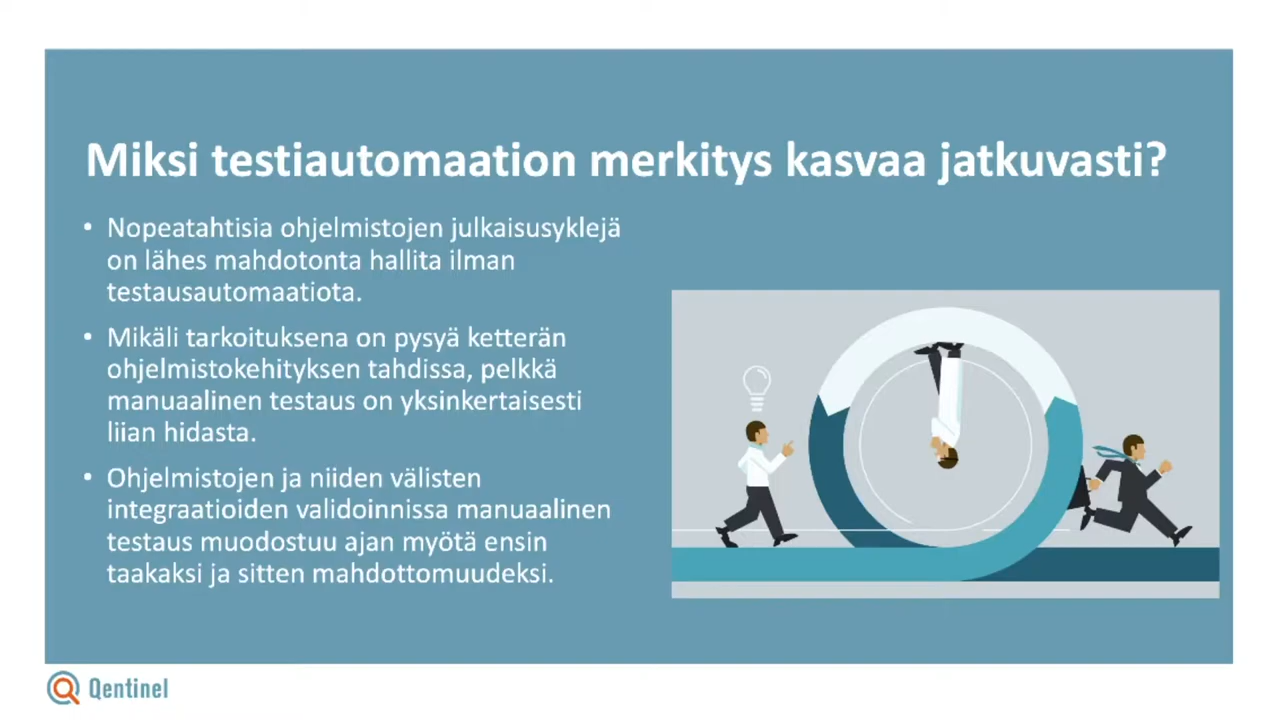 Miksi testiautomaation merkitys kasvaa jatkuvasti?
• Nopeatahtisia ohjelmistojen julkaisusyklejä
on lähes mahdotonta hallita ilman
testausautomaatiota.
• Mikäli tarkoituksena on pysyä ketterän
ohjelmistokehityksen tahdissa, pelkkä
manuaalinen testaus on yksinkertaisesti
liian hidasta.
• Ohjelmistojen ja niiden välisten
integraatioiden validoinnissa manuaalinen
testaus muodostuu ajan myötä ensin
taakaksi ja sitten mahdottomuudeksi.
Qentinel